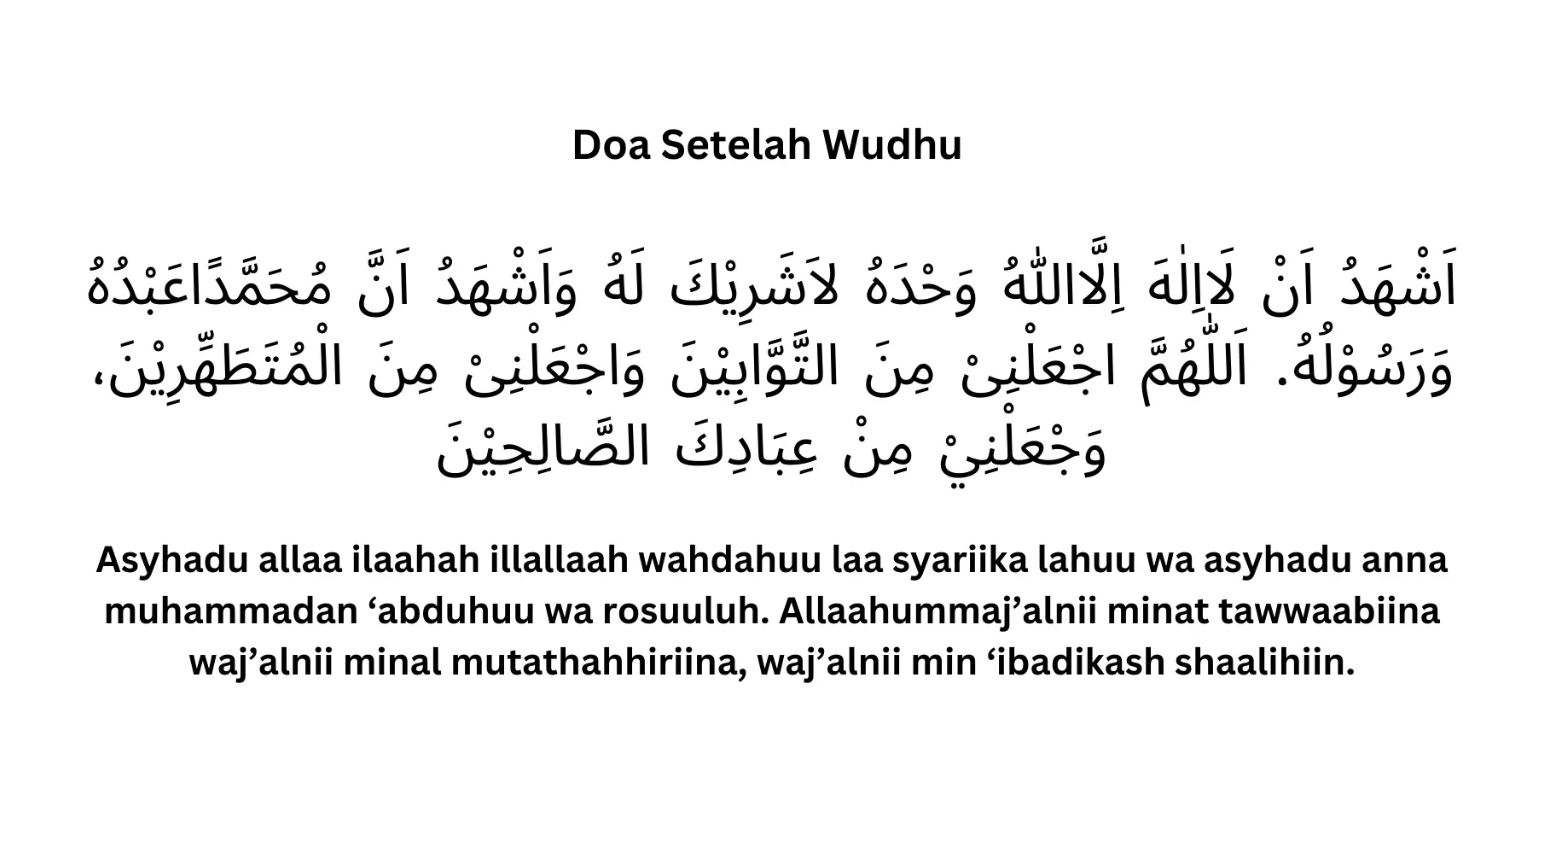 Doa Setelah Wudhu
اَشْهَدُ اَنْ لَااِلٰهَ اِلَّااللّٰهُ وَحْدَهُ لاَشَرِيْكَ لَهُ وَاَشْهَدُ اَنَّ مُحَمَّدًاعَبْدُهُ
وَرَسُوْلُهُ. اَللّٰهُمَّ اجْعَلْنِىْ مِنَ التَّوَّابِيْنَ وَاجْعَلْنِىْ مِنَ الْمُتَطَهِّرِيْنَ،
وَجْعَلْنِيْ مِنْ عِبَادِكَ الصَّالِحِيْنَ
Asyhadu allaa ilaahah illallaah wahdahuu laa syariika lahuu wa asyhadu anna
muhammadan ‘abduhuu wa rosuuluh. Allaahummaj’alnii minat tawwaabiina
waj’alnii minal mutathahhiriina, waj’alnii min ‘ibadikash shaalihiin.